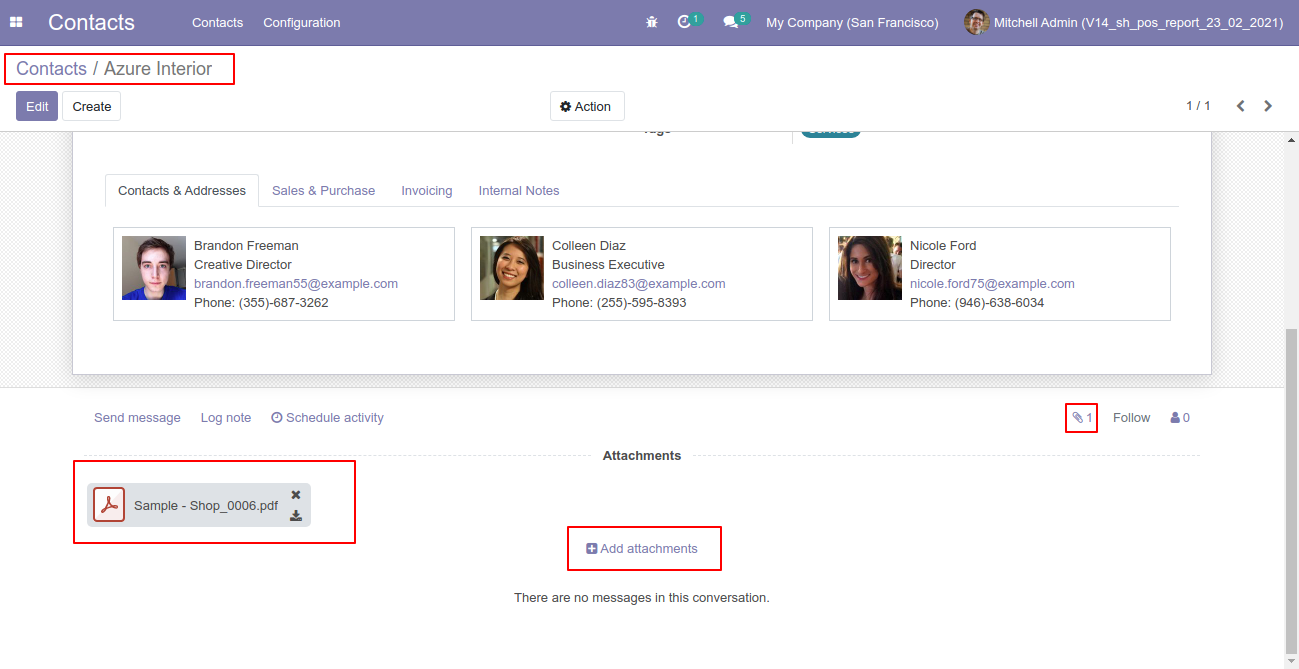 Contacts Contacts Configuration 1 5 My Company (San Francisco) Mitchell Admin (V14_sh_pos_report_23_02_2021)
Contacts / Azure Interior
Edit Create Action 1 / 1
Contacts & Addresses Sales & Purchase Invoicing Internal Notes
Brandon Freeman
Creative Director
brandon.freeman55@example.com
Phone: (355)-687-3262
Colleen Diaz
Business Executive
colleen.diaz83@example.com
Phone: (255)-595-8393
Nicole Ford
Director
nicole.ford75@example.com
Phone: (946)-638-6034
Send message Log note Schedule activity 1 Follow 0
Attachments
Sample - Shop_0006.pdf
Add attachments
There are no messages in this conversation.